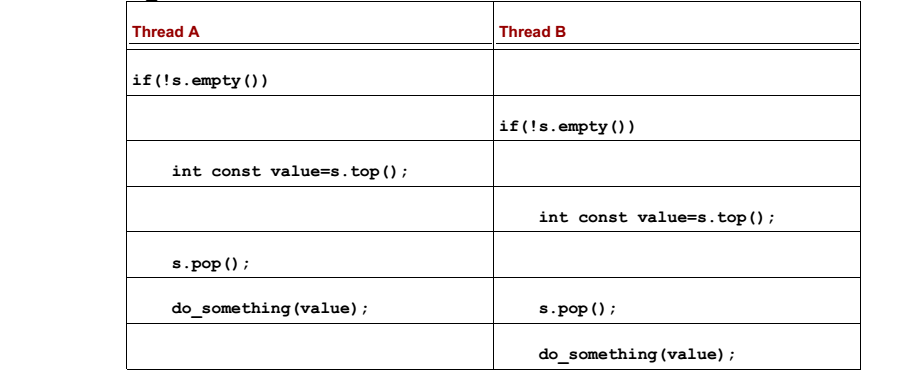 Thread A Thread B
if(!s.empty())
if(!s.empty())
int const value=s.top();
int const value=s.top();
s.pop();
do_something(value); s.pop();
do_something(value);